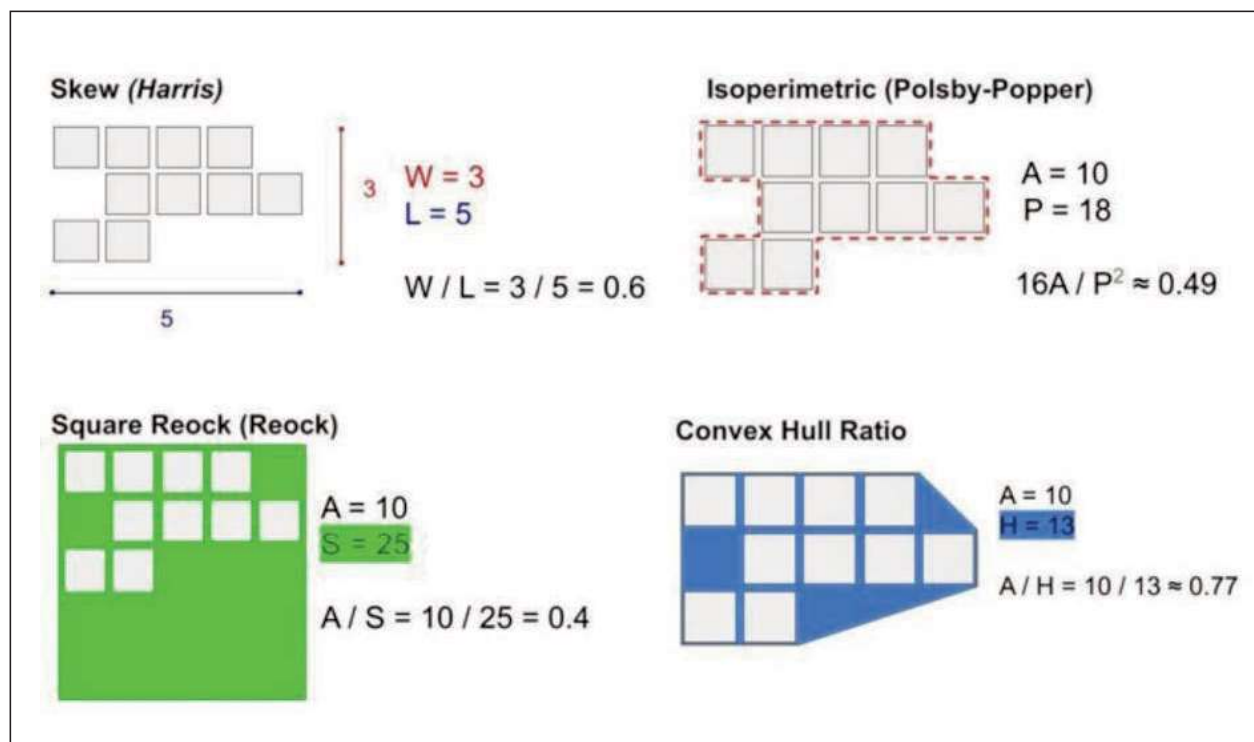 Skew (Harris)
3
W = 3
L = 5
W / L = 3 / 5 = 0.6
5
Isoperimetric (Polsby-Popper)
A = 10
P = 18
16A / P² ≈ 0.49
Square Reock (Reock)
A = 10
S = 25
A / S = 10 / 25 = 0.4
Convex Hull Ratio
A = 10
H = 13
A / H = 10 / 13 ≈ 0.77